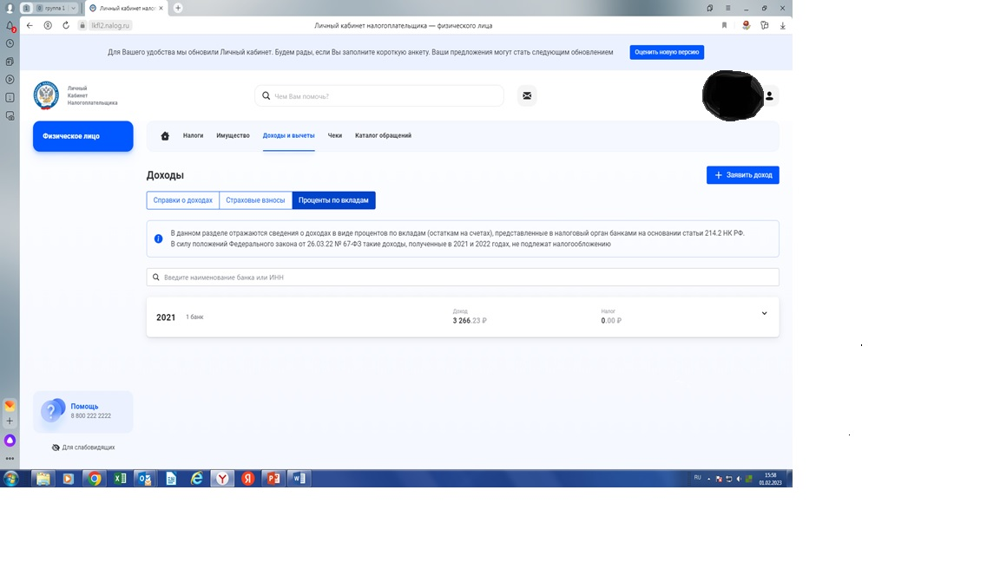 группа 1
Личный кабинет нало
lkfl2.nalog.ru
Личный кабинет налогоплательщика — физического лица
Для Вашего удобства мы обновили Личный кабинет. Будем рады, если Вы заполните короткую анкету. Ваши предложения могут стать следующим обновлением
Оценить новую версию
Личный
Кабинет
Налогоплательщика
Чем Вам помочь?
Физическое лицо
Налоги
Имущество
Доходы и вычеты
Чеки
Каталог обращений
Доходы
+ Заявить доход
Справки о доходах
Страховые взносы
Проценты по вкладам
В данном разделе отражаются сведения о доходах в виде процентов по вкладам (остаткам на счетах), представленные в налоговый орган банками на основании статьи 214.2 НК РФ.
В силу положений Федерального закона от 26.03.22 № 67-ФЗ такие доходы, полученные в 2021 и 2022 годах, не подлежат налогообложению
Введите наименование банка или ИНН
Доход
Налог
2021 1 банк
3 266.23 ₽
0.00 ₽
Помощь
8 800 222 2222
Для слабовидящих
RU
15:58
01.02.2023